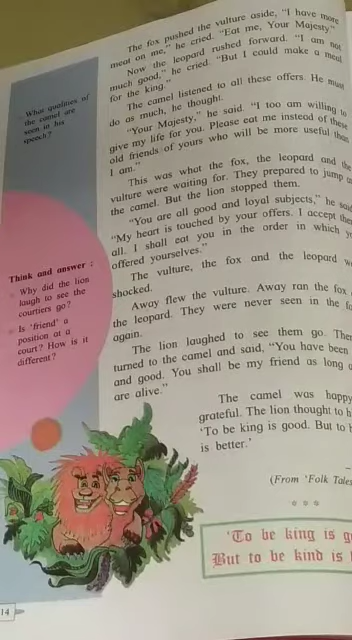 The fox pushed the vulture aside, "I have more
meat on me," he cried. "Eat me, Your Majesty"
Now the leopard rushed forward. "I am not
much good," he cried. "But I could make a meal
for the king."
The camel listened to all these offers. He must
do as much, he thought.
"Your Majesty," he said. "I too am willing to
give my life for you. Please eat me instead of these
old friends of yours who will be more useful than
I am."
This was what the fox, the leopard and the
vulture were waiting for. They prepared to jump
the camel. But the lion stopped them.
"You are all good and loyal subjects," he
"My heart is touched by your offers. I accept
all. I shall eat you in the order in which
offered yourselves."
The vulture, the fox and the leopard
shocked.
Away flew the vulture. Away ran the fox
the leopard. They were never seen in the
again.
The lion laughed to see them go.
turned to the camel and said, "You have been
and good. You shall be my friend as long
are alive."
The camel was happy
grateful. The lion thought to
'To be king is good. But to
is better.'
(From 'Folk Tales
* * *
'To be king is
But to be kind is
What qualities of
the camel are
seen in his
speech?
Think and answer :
Why did the lion
laugh to see the
courtiers go?
Is 'friend' a
position at a
court? How is it
different?
14